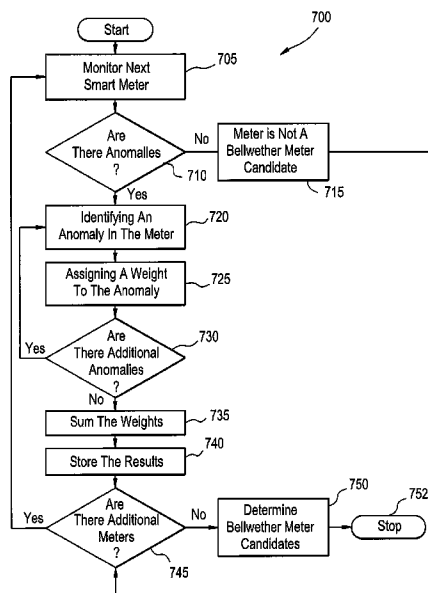 Start
700
Monitor Next
Smart Meter
705
Are
There Anomalies
?
710
No
Meter is Not A
Bellwether Meter
Candidate
715
Yes
Identifying An
Anomaly In The Meter
720
Assigning A Weight
To The Anomaly
725
Are
There Additional
Anomalies
?
730
Yes
No
Sum The Weights
735
Store The Results
740
Are
There Additional
Meters
?
745
Yes
No
Determine
Bellwether Meter
Candidates
750
Stop
752